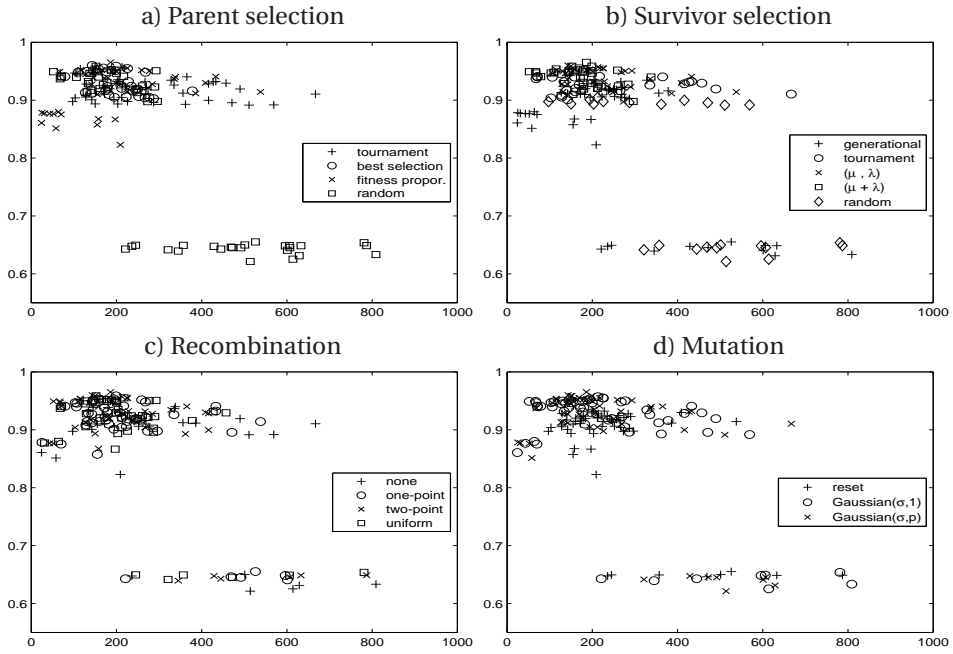 a) Parent selection
1
0.9
0.8
0.7
0.6
0 200 400 600 800 1000
tournament
best selection
fitness propor.
random
b) Survivor selection
1
0.9
0.8
0.7
0.6
0 200 400 600 800 1000
generational
tournament
(μ , λ)
(μ + λ)
random
c) Recombination
1
0.9
0.8
0.7
0.6
0 200 400 600 800 1000
none
one-point
two-point
uniform
d) Mutation
1
0.9
0.8
0.7
0.6
0 200 400 600 800 1000
reset
Gaussian(σ,1)
Gaussian(σ,p)